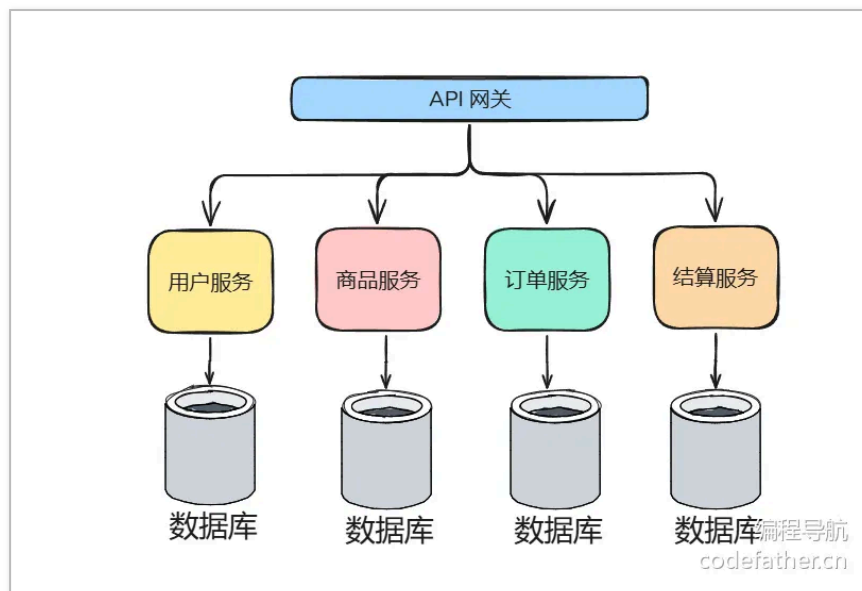 API 网关
用户服务
商品服务
订单服务
结算服务
数据库
数据库
数据库
数据库
编程导航
codefather.cn